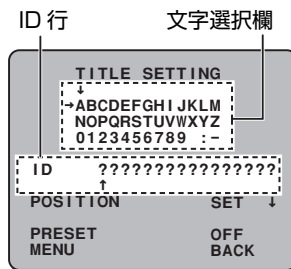 ID 行 文字選択欄
TITLE SETTING
↓
→ABCDEFGHIJKLM
NOPQRSTUVWXYZ
0123456789 :-
ID ????????????????
↑
POSITION SET ↓
PRESET OFF
MENU BACK